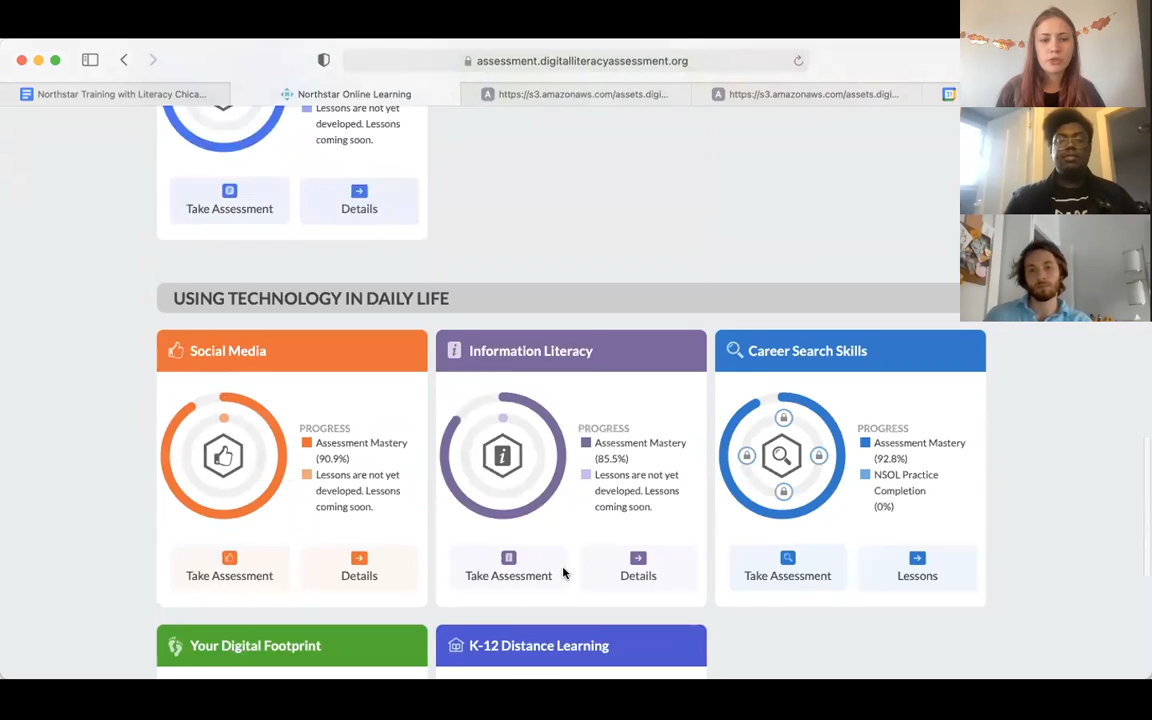 assessment.digitalliteracyassessment.org
Northstar Training with Literacy Chica...
Northstar Online Learning
https://s3.amazonaws.com/assets.digi...
https://s3.amazonaws.com/assets.digi...
Lessons are not yet
developed. Lessons
coming soon.
Take Assessment
Details
USING TECHNOLOGY IN DAILY LIFE
Social Media
PROGRESS
Assessment Mastery
(90.9%)
Lessons are not yet
developed. Lessons
coming soon.
Take Assessment
Details
Information Literacy
PROGRESS
Assessment Mastery
(85.5%)
Lessons are not yet
developed. Lessons
coming soon.
Take Assessment
Details
Career Search Skills
PROGRESS
Assessment Mastery
(92.8%)
NSOL Practice
Completion
(0%)
Take Assessment
Lessons
Your Digital Footprint
K-12 Distance Learning